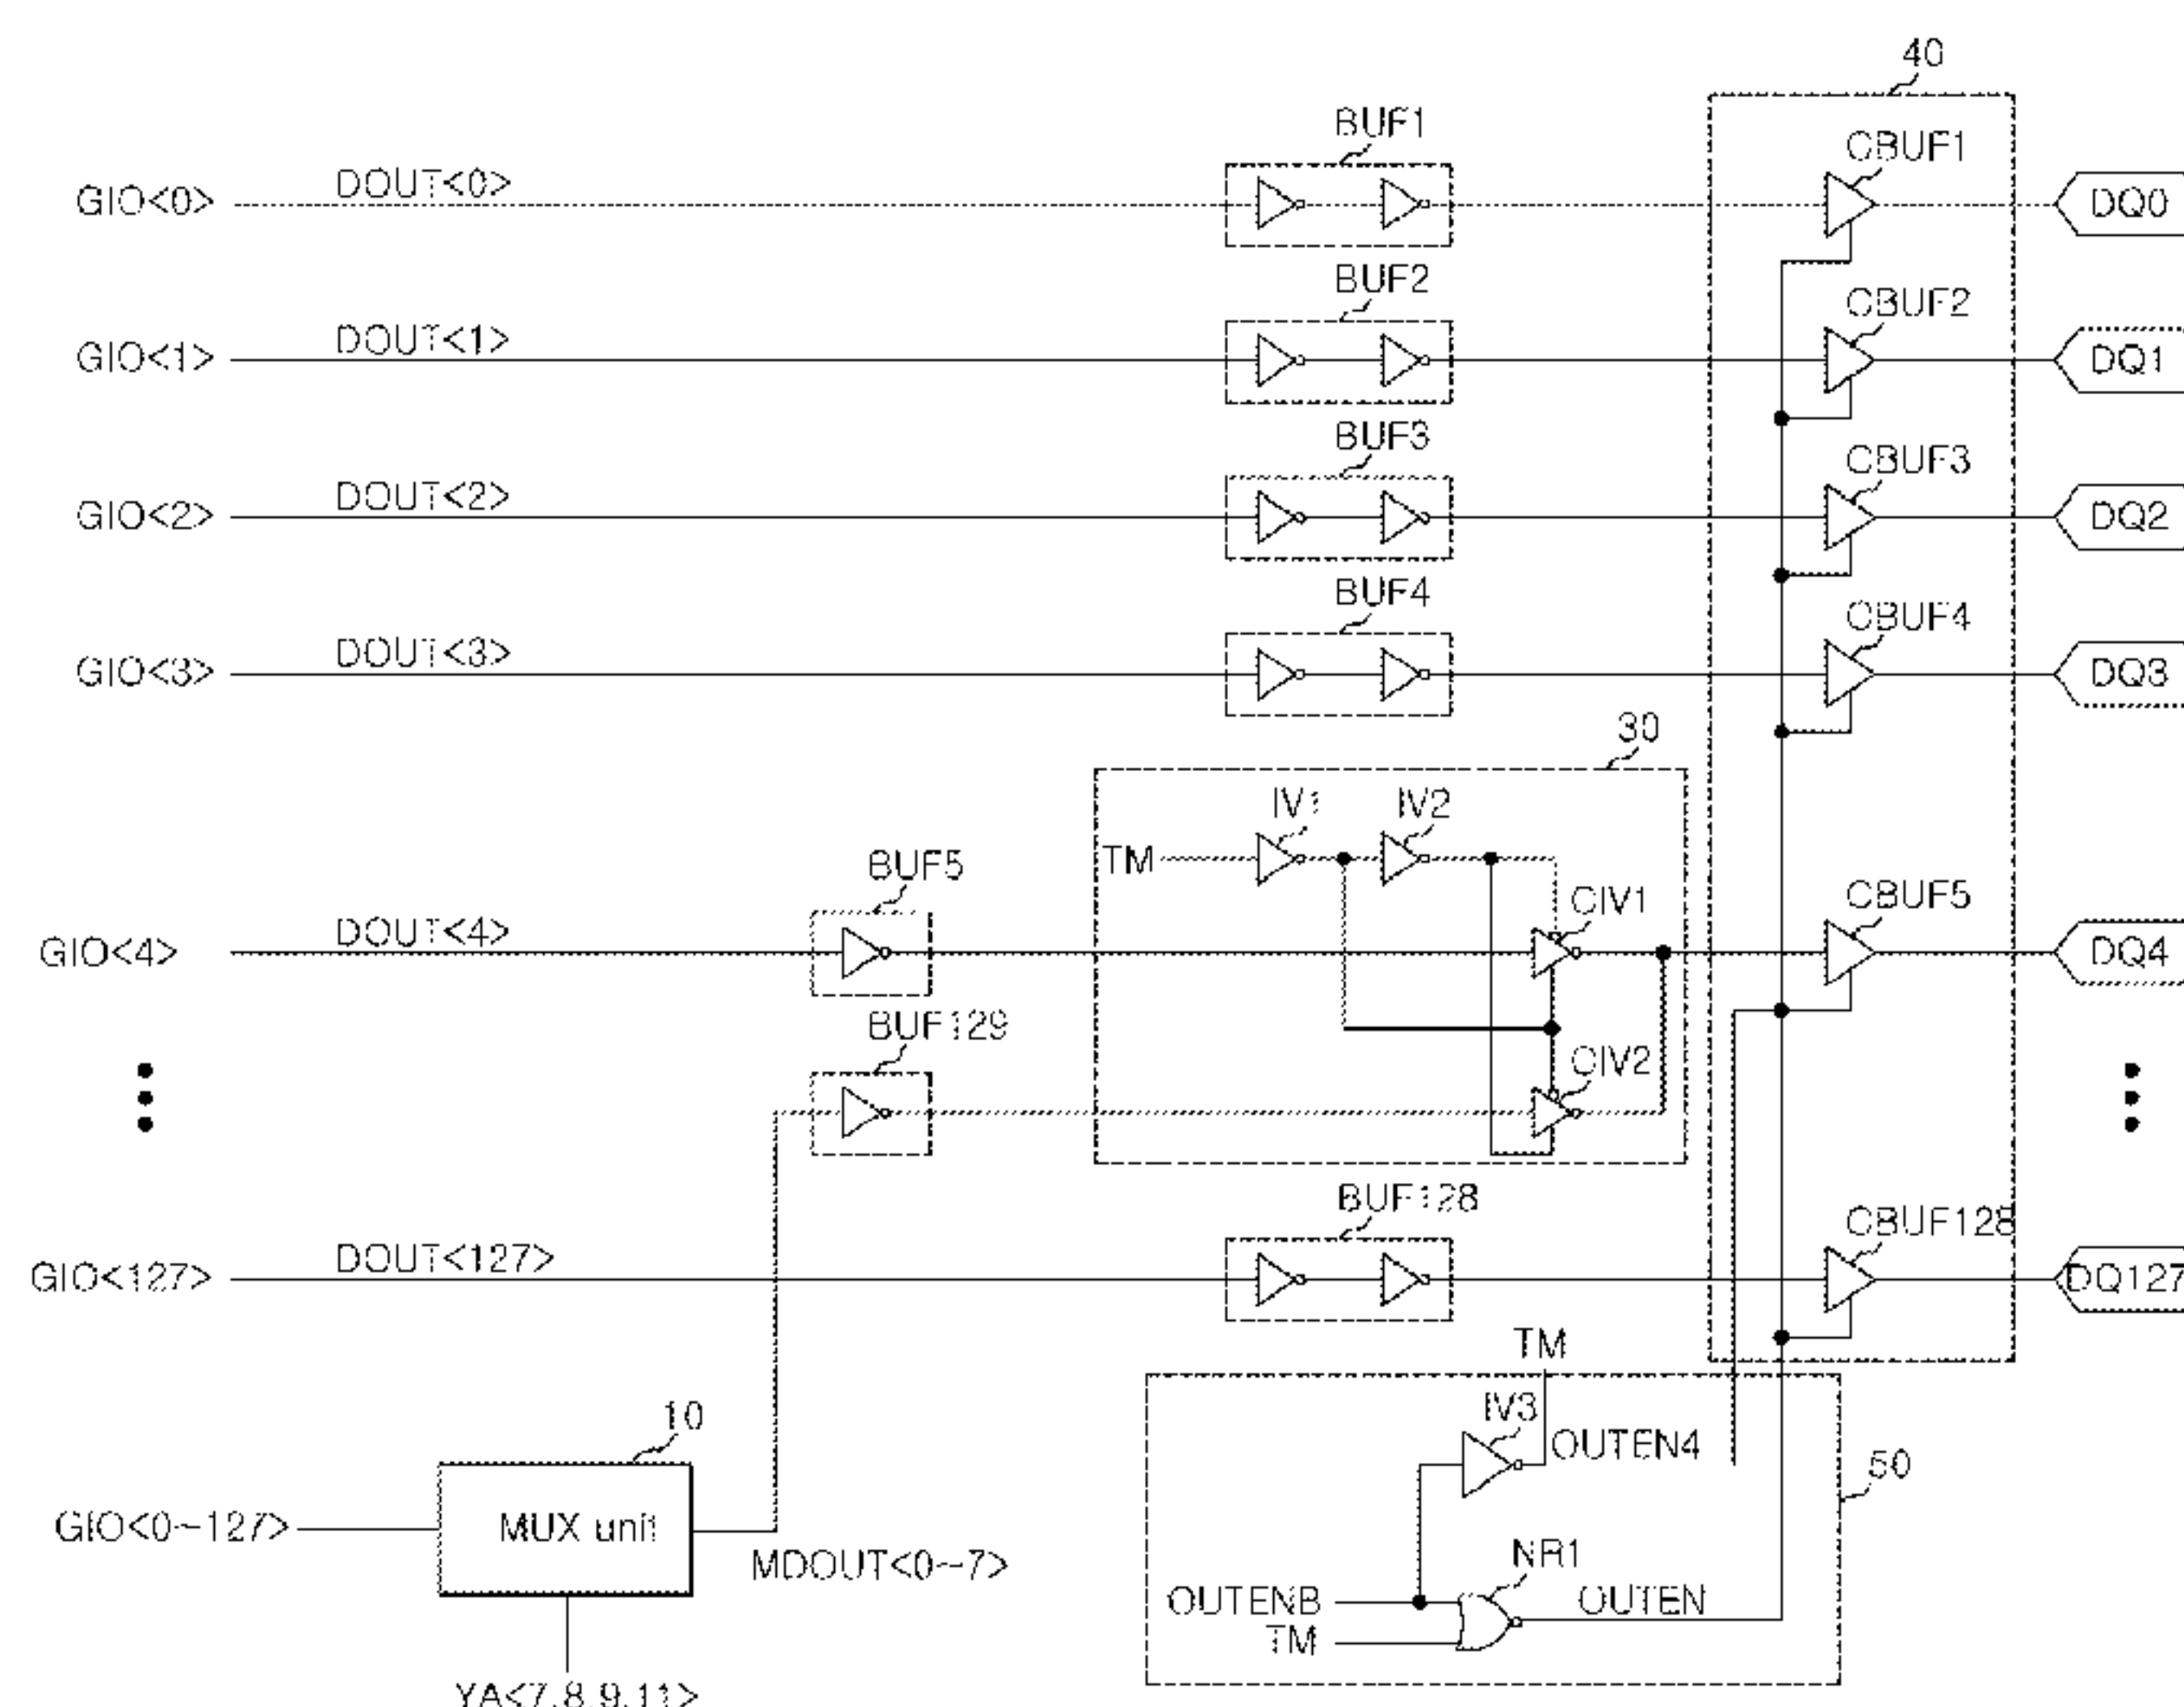 40
BUF1
CBUF1
GIO<0>
DOUT<0>
DQ0
BUF2
CBUF2
GIO<1>
DOUT<1>
DQ1
BUF3
CBUF3
GIO<2>
DOUT<2>
DQ2
BUF4
CBUF4
GIO<3>
DOUT<3>
DQ3
30
IV1
IV2
TM
BUF5
CIV1
CBUF5
GIO<4>
DOUT<4>
DQ4
BUF129
CIV2
BUF128
CBUF128
GIO<127>
DOUT<127>
DQ127
TM
10
IV3
OUTEN4
50
GIO<0~127>
MUX unit
MDOUT<0~7>
NR1
OUTENB
OUTEN
TM
YA<7,8,9,11>